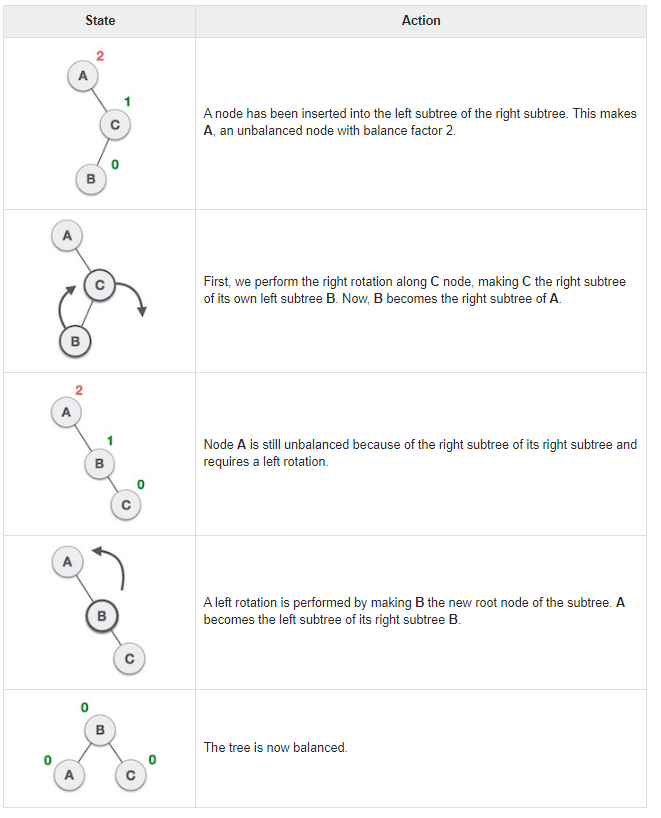 State Action
2
A
1
C
0
B
A node has been inserted into the left subtree of the right subtree. This makes
A, an unbalanced node with balance factor 2.
A
C
B
First, we perform the right rotation along C node, making C the right subtree
of its own left subtree B. Now, B becomes the right subtree of A.
2
A
1
B
0
C
Node A is still unbalanced because of the right subtree of its right subtree and
requires a left rotation.
A
B
C
A left rotation is performed by making B the new root node of the subtree. A
becomes the left subtree of its right subtree B.
0
B
0 0
A C
The tree is now balanced.